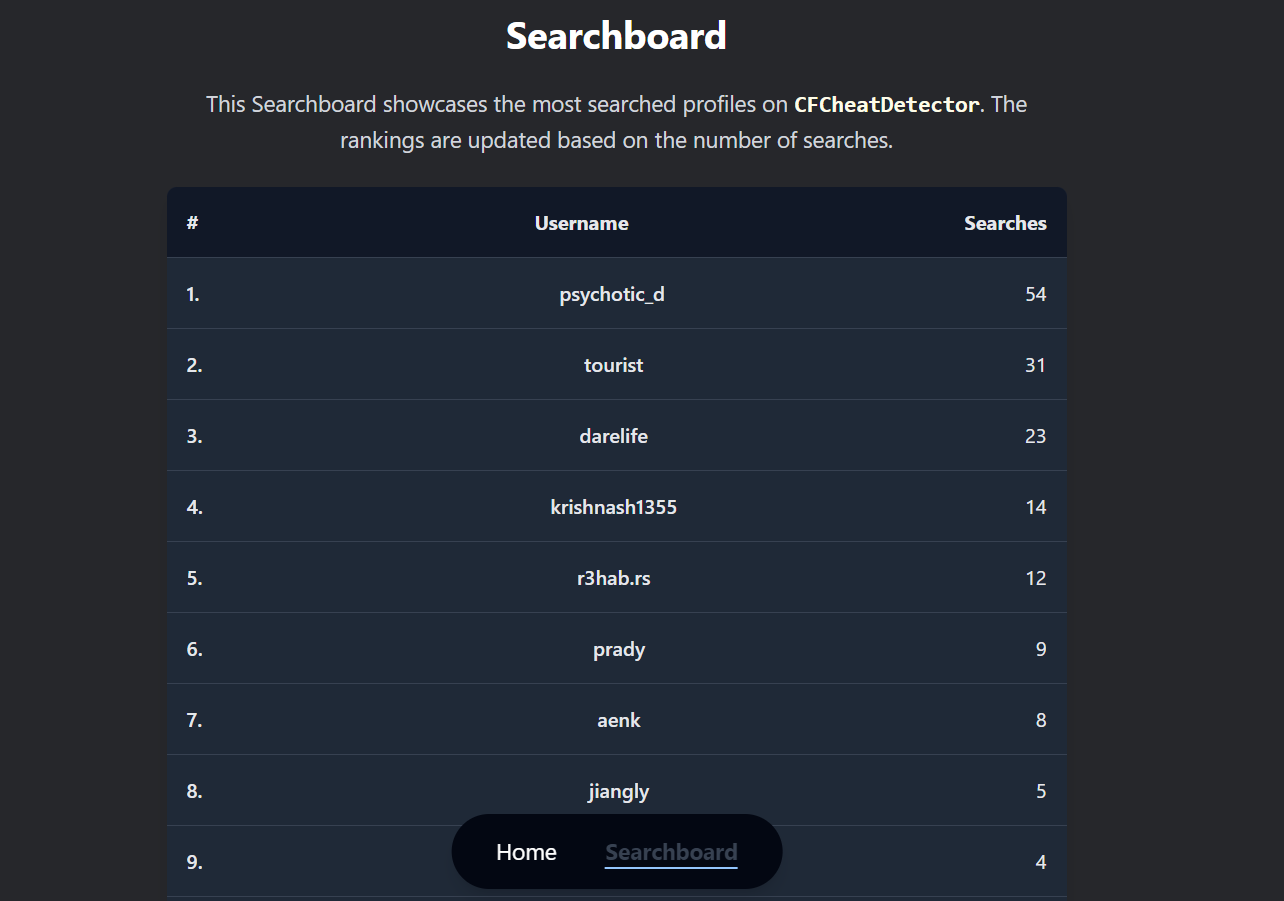 Searchboard
This Searchboard showcases the most searched profiles on CFCheatDetector. The
rankings are updated based on the number of searches.
# Username Searches
1. psychotic_d 54
2. tourist 31
3. darelife 23
4. krishnash1355 14
5. r3hab.rs 12
6. prady 9
7. aenk 8
8. jiangly 5
9. 4
Home Searchboard